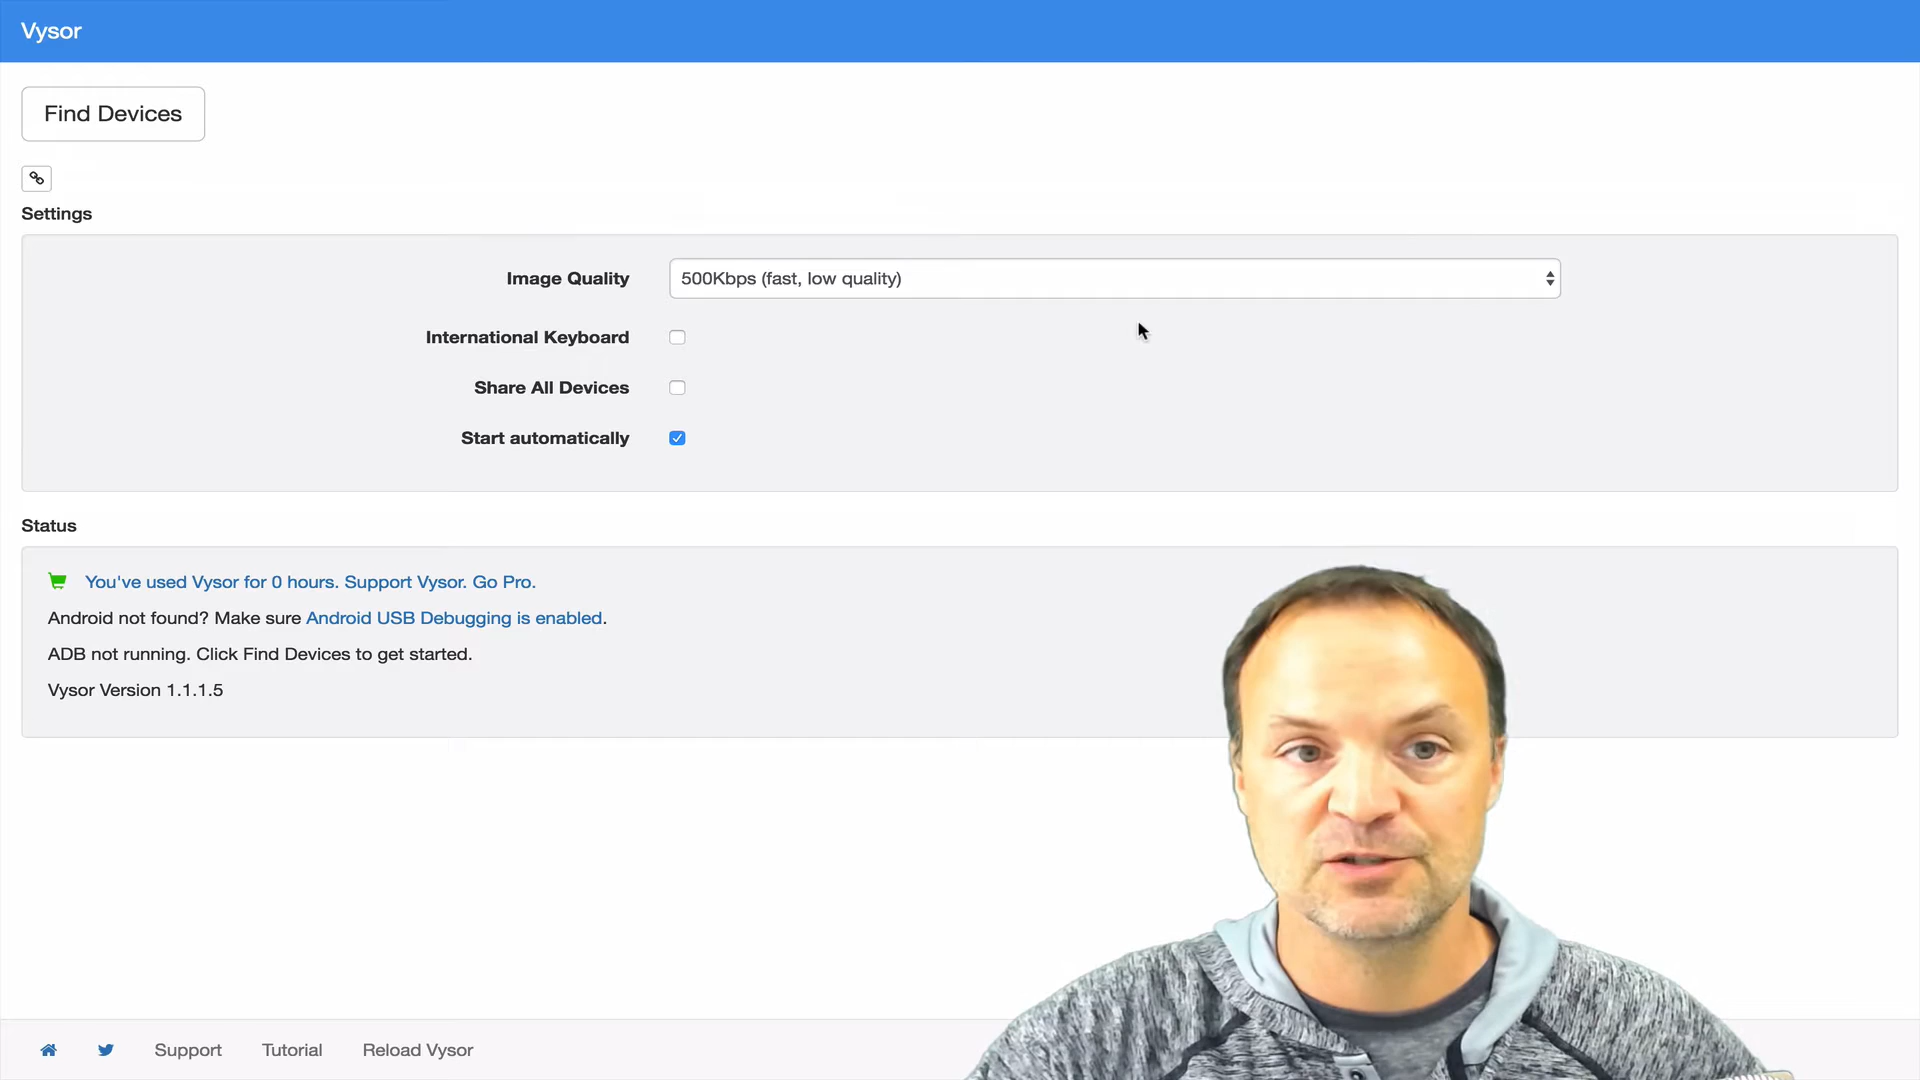 Vysor
Find Devices
Settings
Image Quality
500Kbps (fast, low quality)
International Keyboard
Share All Devices
Start automatically
Status
You've used Vysor for 0 hours. Support Vysor. Go Pro.
Android not found? Make sure Android USB Debugging is enabled.
ADB not running. Click Find Devices to get started.
Vysor Version 1.1.1.5
Support Tutorial Reload Vysor